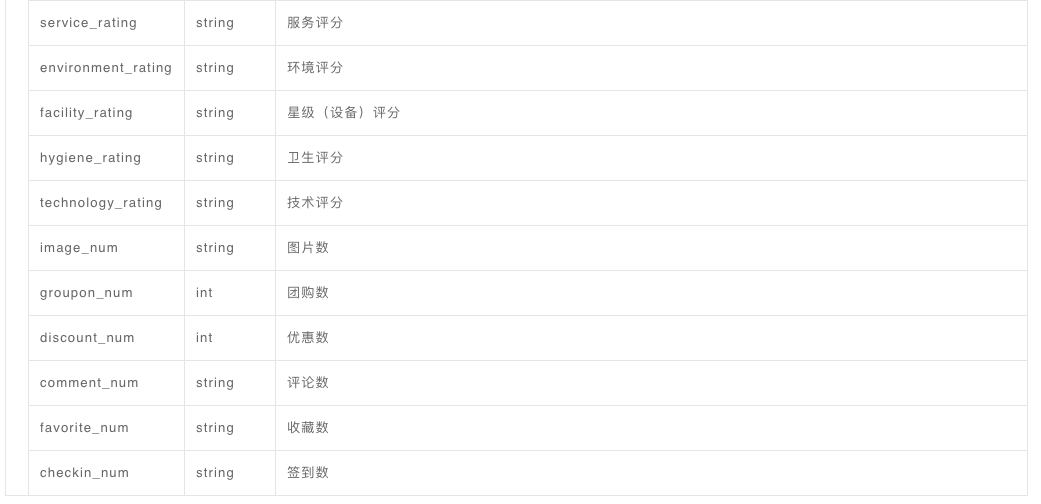 service_rating string 服务评分
environment_rating string 环境评分
facility_rating string 星级（设备）评分
hygiene_rating string 卫生评分
technology_rating string 技术评分
image_num string 图片数
groupon_num int 团购数
discount_num int 优惠数
comment_num string 评论数
favorite_num string 收藏数
checkin_num string 签到数